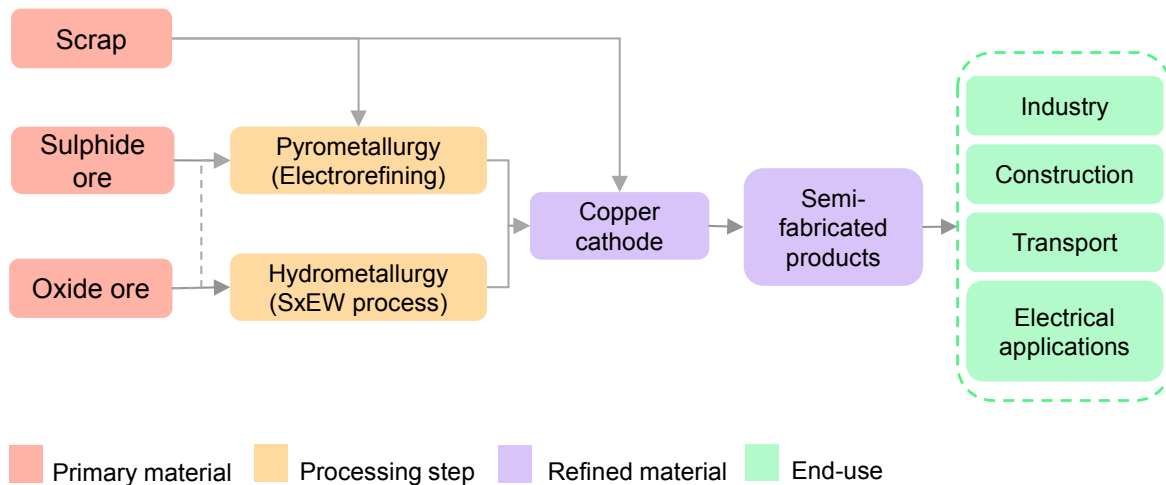 Scrap
Sulphide
ore
Oxide ore
Pyrometallurgy
(Electrorefining)
Hydrometallurgy
(SxEW process)
Copper
cathode
Semi-
fabricated
products
Industry
Construction
Transport
Electrical
applications
Primary material
Processing step
Refined material
End-use